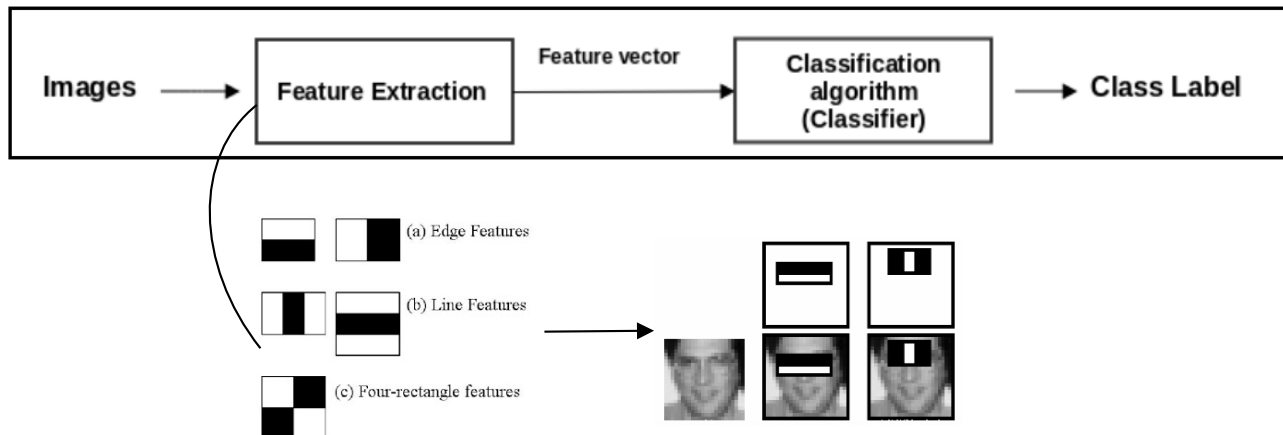 Images
Feature Extraction
Feature vector
Classification
algorithm
(Classifier)
Class Label
(a) Edge Features
(b) Line Features
(c) Four-rectangle features